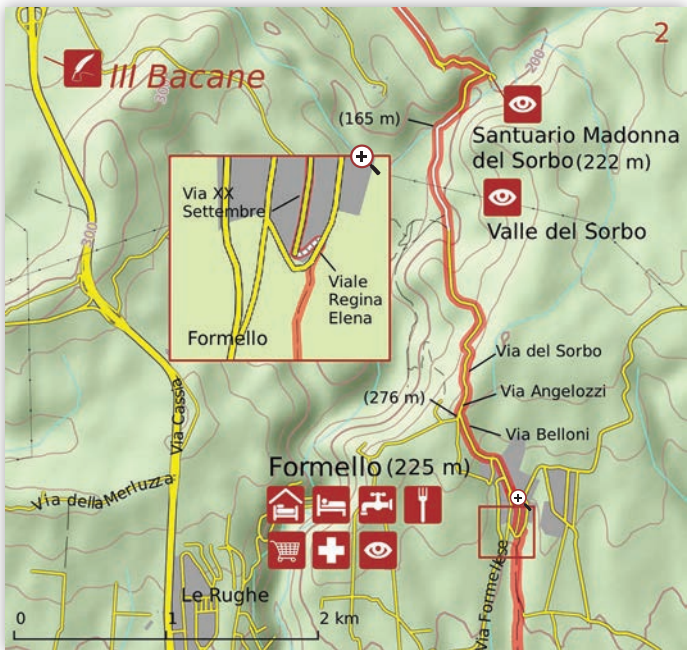 2
III Bacane
300
200
(165 m)
Santuario Madonna
del Sorbo (222 m)
Valle del Sorbo
Via XX
Settembre
Viale
Regina
Elena
Formello
300
Via del Sorbo
Via Angelozzi
(276 m)
Via Belloni
Via Cassia
Formello (225 m)
Via della Merluzza
Via Formellese
Le Rughe
0 1 2 km